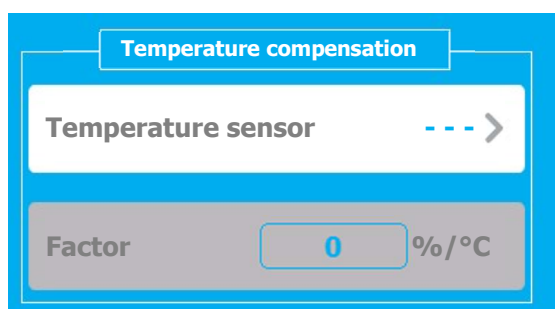 Temperature compensation
Temperature sensor - - -
Factor 0 %/°C